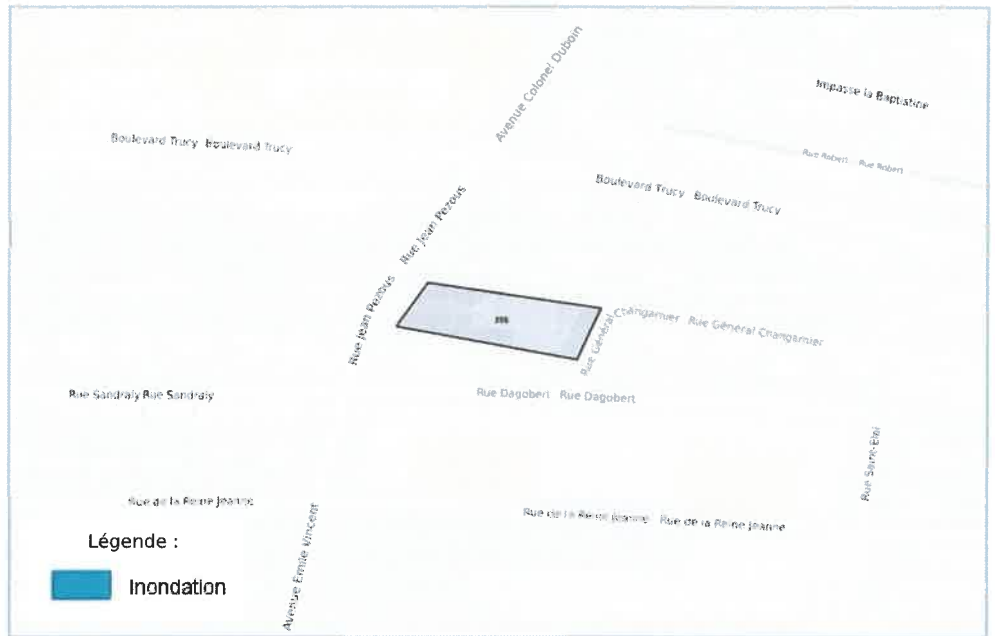 Avenue Colonel Duboin
Impasse la Baptistine
Boulevard Trucy Boulevard Trucy
Rue Robert Rue Robert
Boulevard Trucy Boulevard Trucy
Rue Jean Pezous
Rue Jean Pezous
Rue Général Changarnier Rue Général Changarnier
Rue Sandraly Rue Sandraly
Rue Dagobert Rue Dagobert
Rue Saint-Eloi
Rue de la Reine Jeanne
Rue de la Reine Jeanne Rue de la Reine Jeanne
Avenue Emile Vincent
Légende :
Inondation